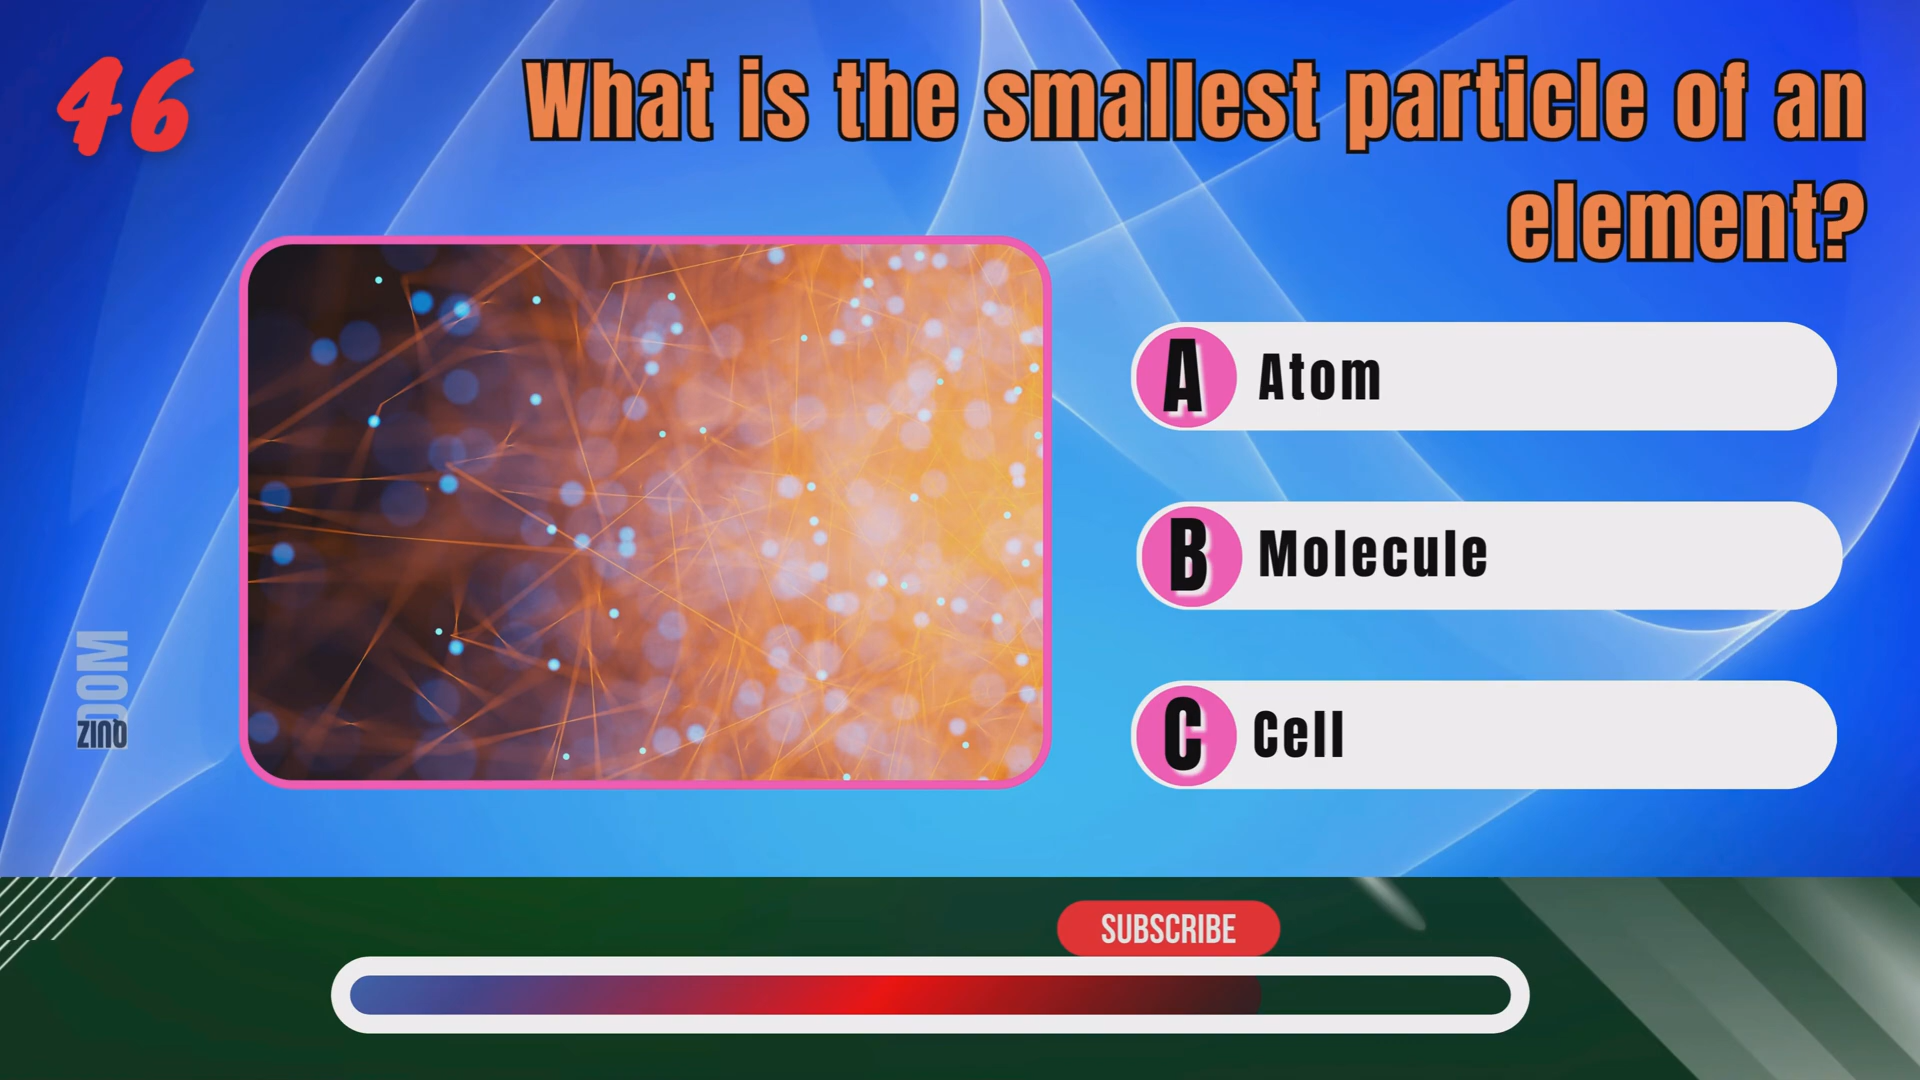 46
What is the smallest particle of an
element?
A Atom
B Molecule
C Cell
ZINO
DOM
SUBSCRIBE